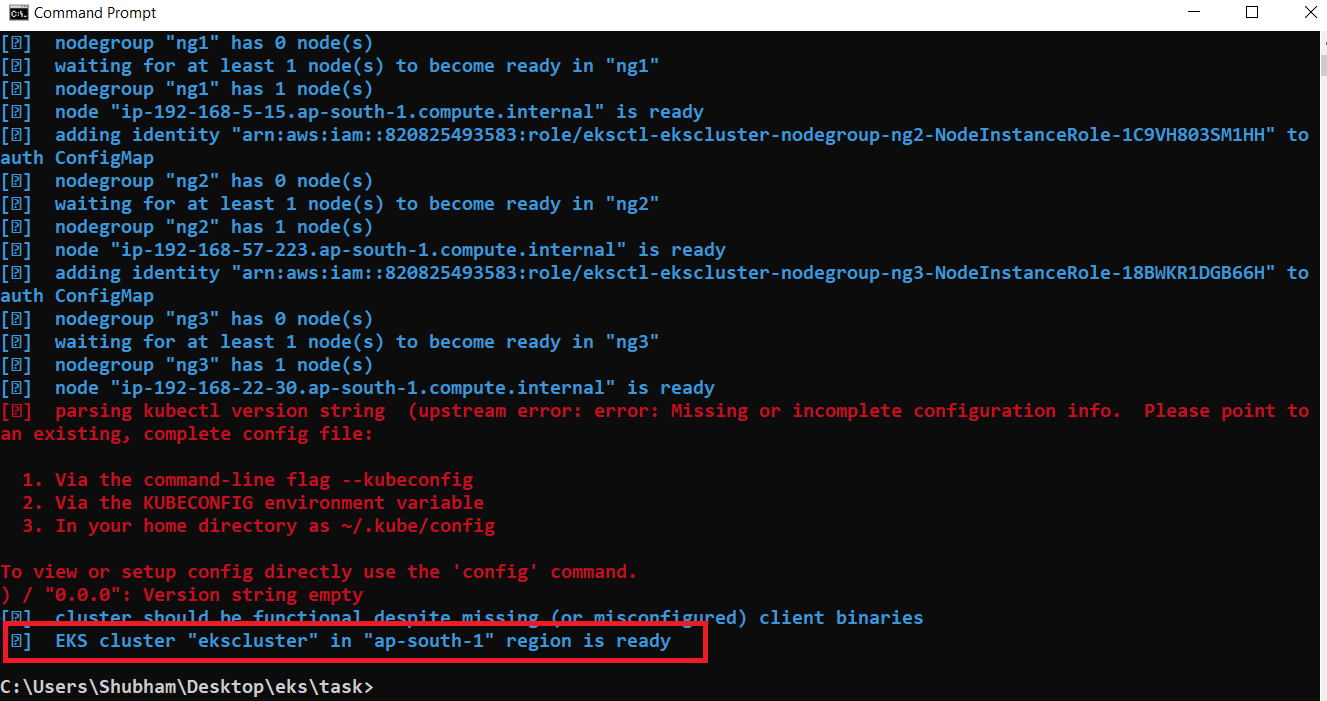 Command Prompt
[⍰]  nodegroup "ng1" has 0 node(s)
[⍰]  waiting for at least 1 node(s) to become ready in "ng1"
[⍰]  nodegroup "ng1" has 1 node(s)
[⍰]  node "ip-192-168-5-15.ap-south-1.compute.internal" is ready
[⍰]  adding identity "arn:aws:iam::820825493583:role/eksctl-ekscluster-nodegroup-ng2-NodeInstanceRole-1C9VH803SM1HH" to
auth ConfigMap
[⍰]  nodegroup "ng2" has 0 node(s)
[⍰]  waiting for at least 1 node(s) to become ready in "ng2"
[⍰]  nodegroup "ng2" has 1 node(s)
[⍰]  node "ip-192-168-57-223.ap-south-1.compute.internal" is ready
[⍰]  adding identity "arn:aws:iam::820825493583:role/eksctl-ekscluster-nodegroup-ng3-NodeInstanceRole-18BWKR1DGB66H" to
auth ConfigMap
[⍰]  nodegroup "ng3" has 0 node(s)
[⍰]  waiting for at least 1 node(s) to become ready in "ng3"
[⍰]  nodegroup "ng3" has 1 node(s)
[⍰]  node "ip-192-168-22-30.ap-south-1.compute.internal" is ready
[⍰]  parsing kubectl version string  (upstream error: error: Missing or incomplete configuration info.  Please point to
an existing, complete config file:
  1. Via the command-line flag --kubeconfig
  2. Via the KUBECONFIG environment variable
  3. In your home directory as ~/.kube/config
To view or setup config directly use the 'config' command.
) / "0.0.0": Version string empty
[⍰]  cluster should be functional despite missing (or misconfigured) client binaries
[⍰]  EKS cluster "ekscluster" in "ap-south-1" region is ready
C:\Users\Shubham\Desktop\eks\task>